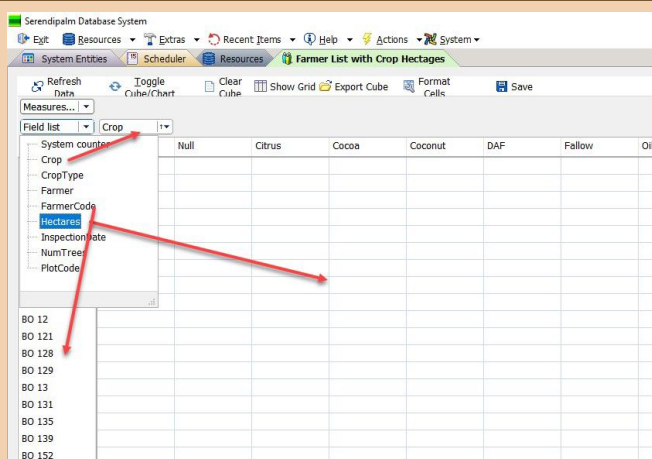 Serendipalm Database System
Exit Resources Extras Recent Items Help Actions System
System Entities Scheduler Resources Farmer List with Crop Hectages
Refresh Data Toggle Cube/Chart Clear Cube Show Grid Export Cube Format Cells Save
Measures...
Field list Crop
System counter Null Citrus Cocoa Coconut DAF Fallow Oi
Crop
CropType
Farmer
FarmerCode
Hectares
InspectionDate
NumTrees
PlotCode
BO 12
BO 121
BO 128
BO 129
BO 13
BO 131
BO 135
BO 139
BO 152